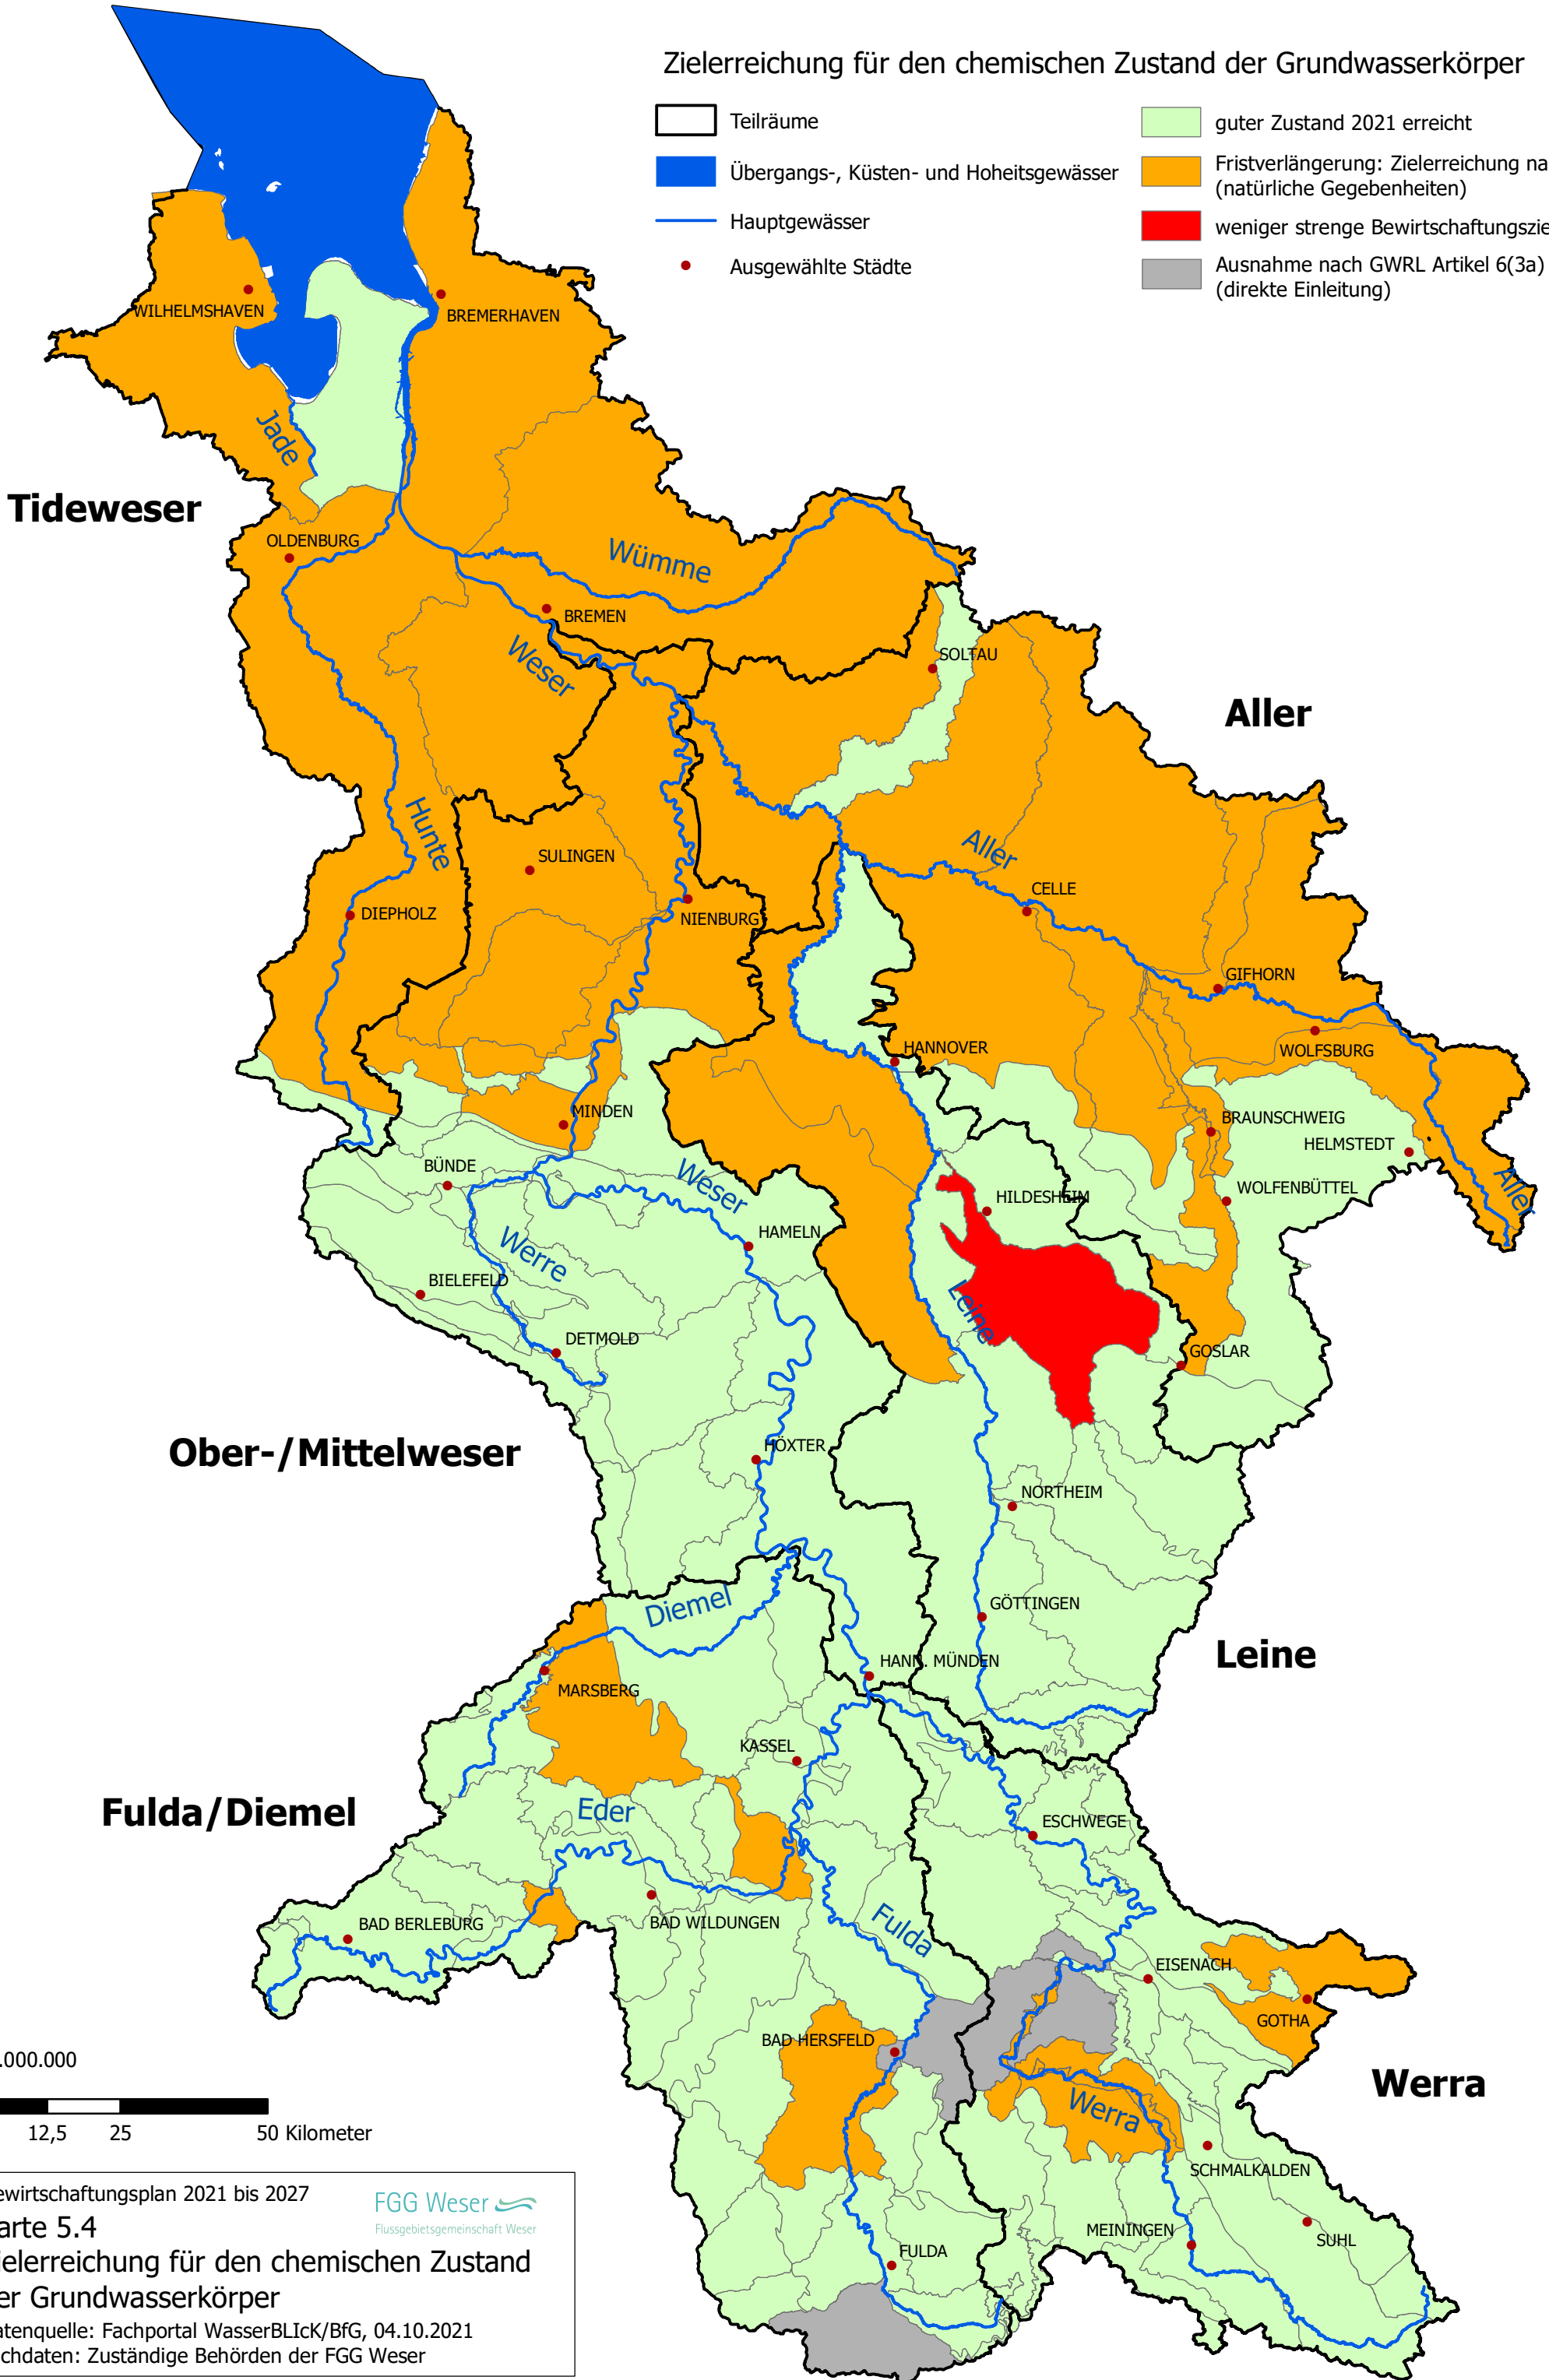 Zielerreichung für den chemischen Zustand der Grundwasserkörper
Teilräume
Übergangs-, Küsten- und Hoheitsgewässer
Hauptgewässer
Ausgewählte Städte
guter Zustand 2021 erreicht
Fristverlängerung: Zielerreichung na
(natürliche Gegebenheiten)
weniger strenge Bewirtschaftungszie
Ausnahme nach GWRL Artikel 6(3a)
(direkte Einleitung)
WILHELMSHAVEN
BREMERHAVEN
Jade
Tideweser
OLDENBURG
Wümme
BREMEN
Weser
SOLTAU
Aller
Hunte
SULINGEN
Aller
CELLE
DIEPHOLZ
NIENBURG
GIFHORN
HANNOVER
WOLFSBURG
MINDEN
BRAUNSCHWEIG
HELMSTEDT
BÜNDE
Weser
HILDESHEIM
WOLFENBÜTTEL
Aller
HAMELN
Werre
BIELEFELD
Leine
DETMOLD
GOSLAR
Ober-/Mittelweser
HÖXTER
NORTHEIM
Diemel
GÖTTINGEN
Leine
HANN. MÜNDEN
MARSBERG
KASSEL
Fulda/Diemel
Eder
ESCHWEGE
BAD BERLEBURG
BAD WILDUNGEN
Fulda
EISENACH
GOTHA
BAD HERSFELD
Werra
Werra
SCHMALKALDEN
MEININGEN
SUHL
FULDA
.000.000
12,5 25 50 Kilometer
ewirtschaftungsplan 2021 bis 2027
FGG Weser
Flussgebietsgemeinschaft Weser
arte 5.4
ielerreichung für den chemischen Zustand
er Grundwasserkörper
atenquelle: Fachportal WasserBLIcK/BfG, 04.10.2021
chdaten: Zuständige Behörden der FGG Weser